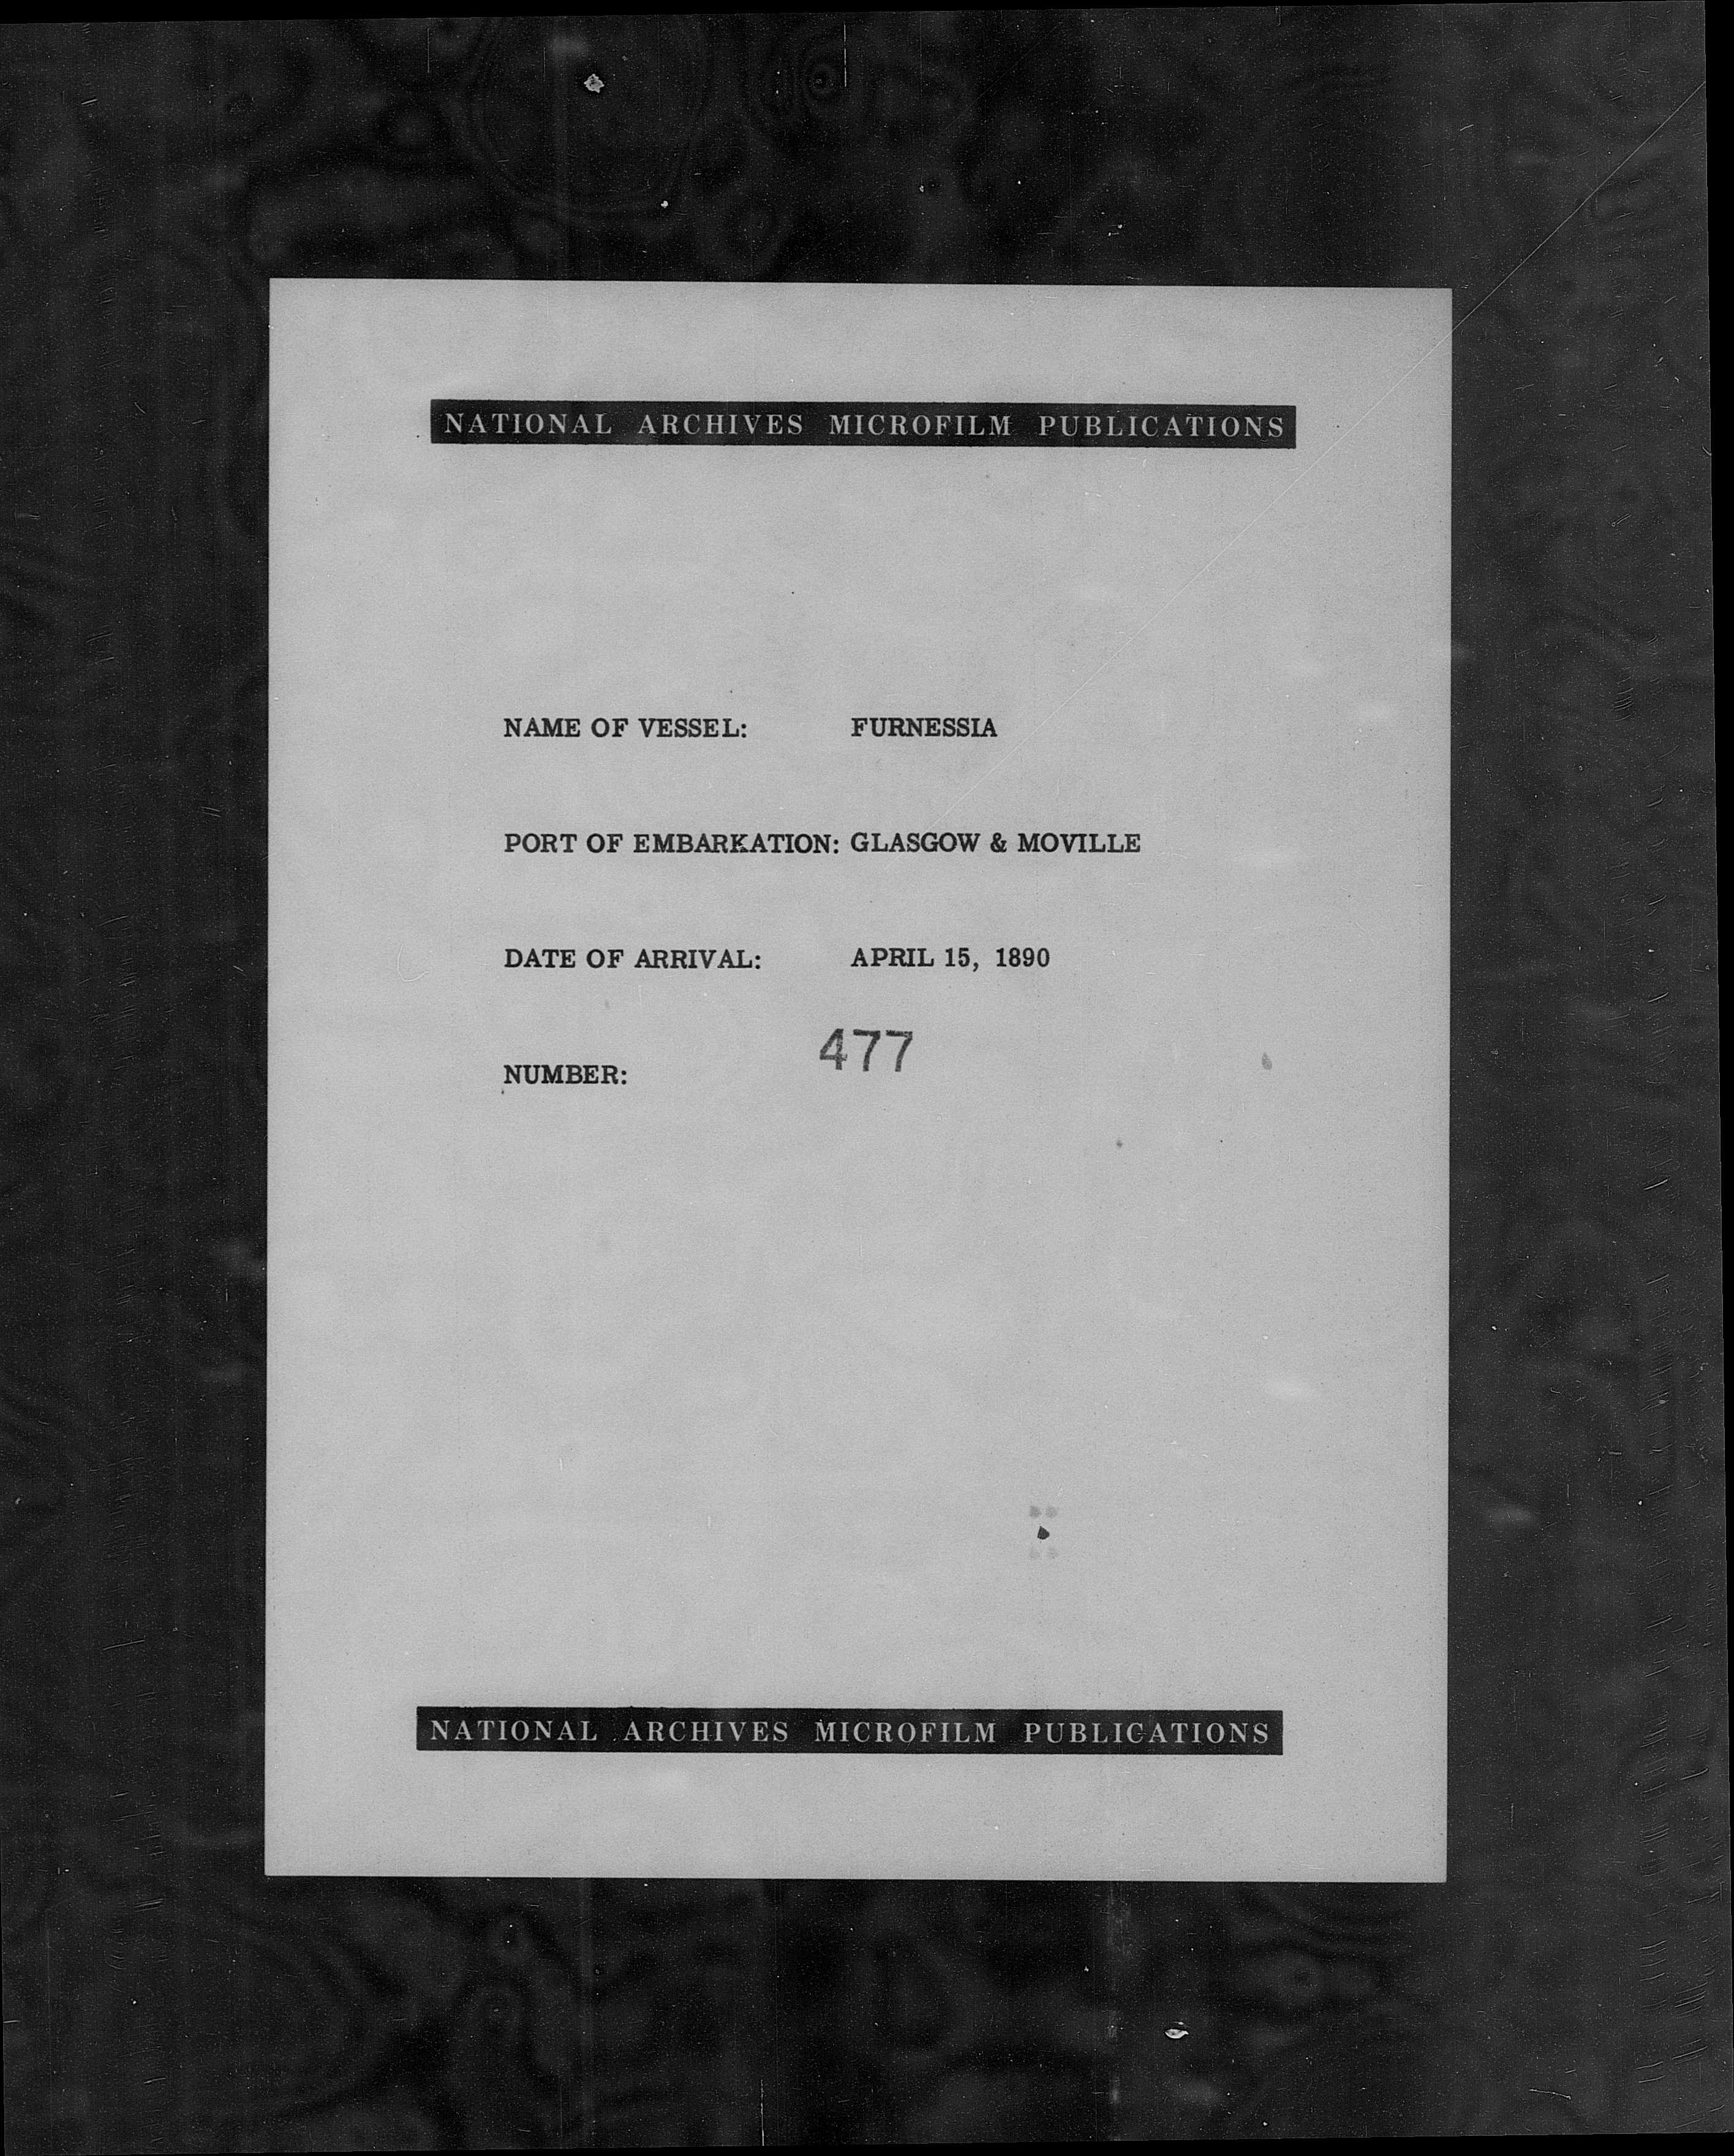 NATIONAL ARCHIVES MICROFILM PUBLICATIONS
NAME OF VESSEL: FURNESSIA
PORT OF EMBARKATION: GLASGOW & MOVILLE
DATE OF ARRIVAL: APRIL 15, 1890
NUMBER: 477
NATIONAL ARCHIVES MICROFILM PUBLICATIONS